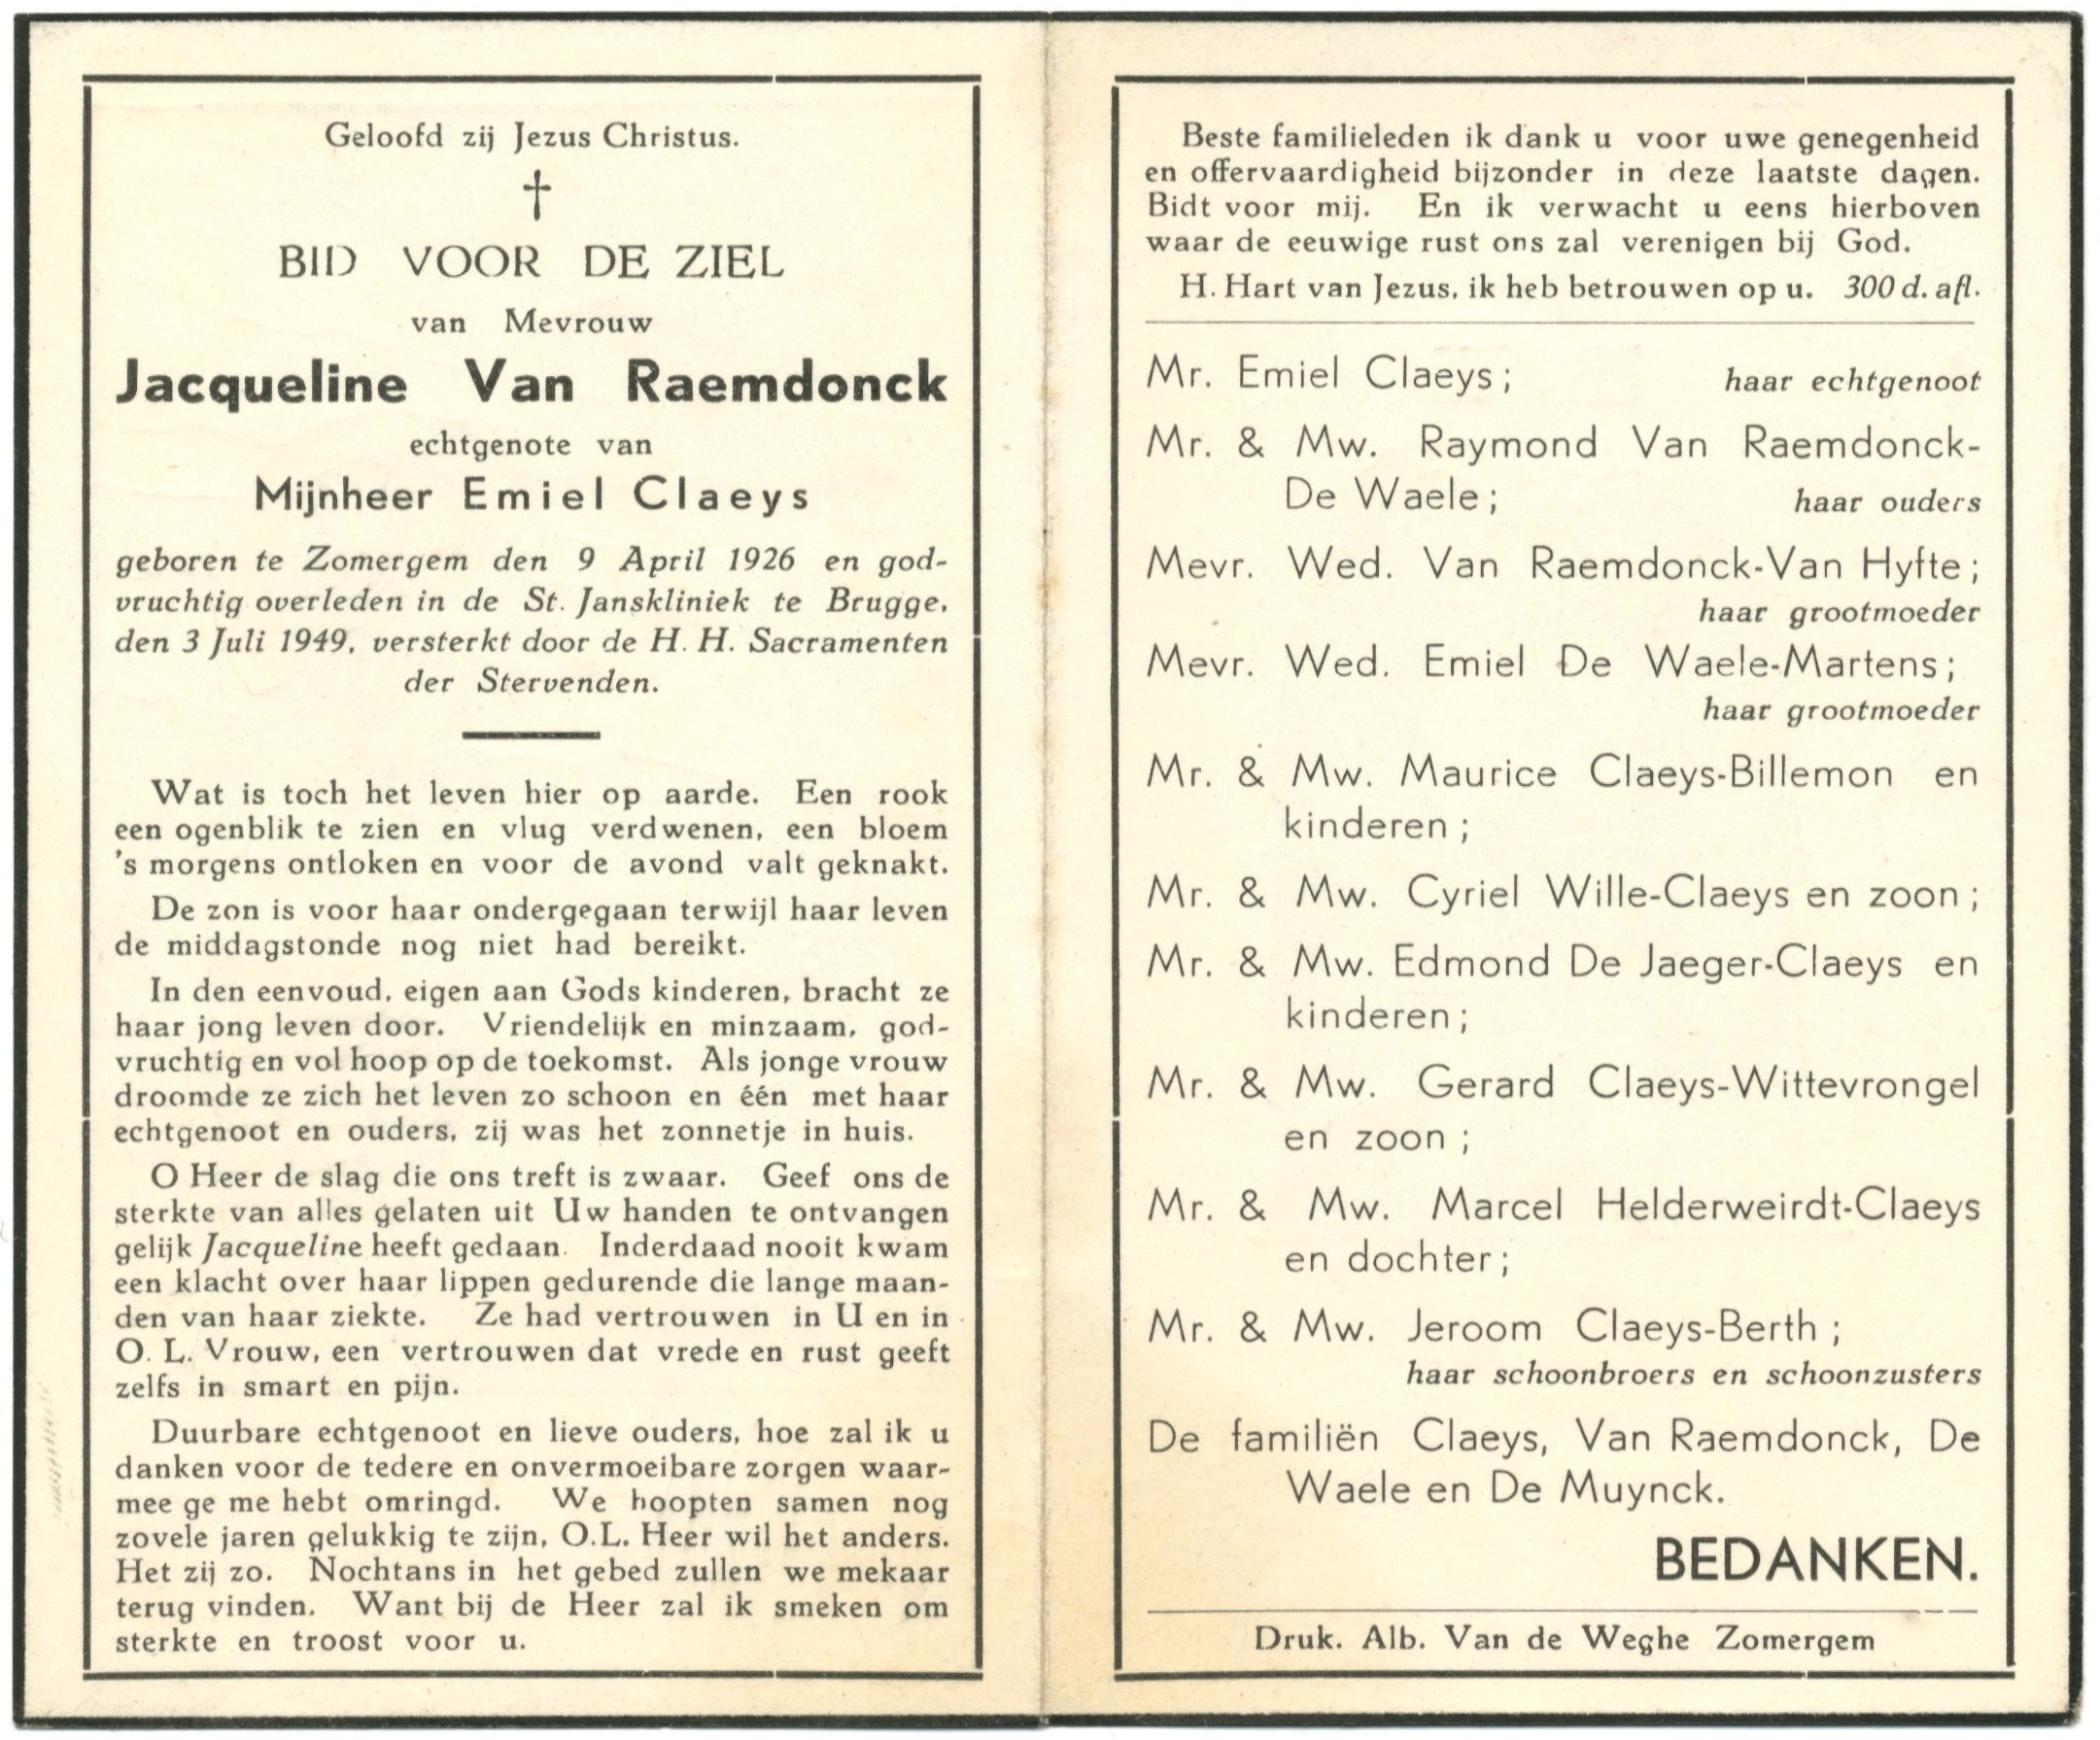 Geloofd zij Jezus Christus.
†
BID VOOR DE ZIEL
van Mevrouw
Jacqueline Van Raemdonck
echtgenote van
Mijnheer Emiel Claeys
geboren te Zomergem den 9 April 1926 en god-
vruchtig overleden in de St. Janskliniek te Brugge,
den 3 Juli 1949, versterkt door de H. H. Sacramenten
der Stervenden.
Wat is toch het leven hier op aarde. Een rook
een ogenblik te zien en vlug verdwenen, een bloem
's morgens ontloken en voor de avond valt geknakt.
De zon is voor haar ondergegaan terwijl haar leven
de middagstonde nog niet had bereikt.
In den eenvoud, eigen aan Gods kinderen, bracht ze
haar jong leven door. Vriendelijk en minzaam, god-
vruchtig en vol hoop op de toekomst. Als jonge vrouw
droomde ze zich het leven zo schoon en één met haar
echtgenoot en ouders, zij was het zonnetje in huis.
O Heer de slag die ons treft is zwaar. Geef ons de
sterkte van alles gelaten uit Uw handen te ontvangen
gelijk Jacqueline heeft gedaan. Inderdaad nooit kwam
een klacht over haar lippen gedurende die lange maan-
den van haar ziekte. Ze had vertrouwen in U en in
O. L. Vrouw, een vertrouwen dat vrede en rust geeft
zelfs in smart en pijn.
Duurbare echtgenoot en lieve ouders, hoe zal ik u
danken voor de tedere en onvermoeibare zorgen waar-
mee ge me hebt omringd. We hoopten samen nog
zovele jaren gelukkig te zijn, O.L. Heer wil het anders.
Het zij zo. Nochtans in het gebed zullen we mekaar
terug vinden. Want bij de Heer zal ik smeken om
sterkte en troost voor u.
Beste familieleden ik dank u voor uwe genegenheid
en offervaardigheid bijzonder in deze laatste dagen.
Bidt voor mij. En ik verwacht u eens hierboven
waar de eeuwige rust ons zal verenigen bij God.
H. Hart van Jezus, ik heb betrouwen op u. 300 d. afl.
Mr. Emiel Claeys; haar echtgenoot
Mr. & Mw. Raymond Van Raemdonck-
De Waele; haar ouders
Mevr. Wed. Van Raemdonck-Van Hyfte;
haar grootmoeder
Mevr. Wed. Emiel De Waele-Martens;
haar grootmoeder
Mr. & Mw. Maurice Claeys-Billemon en
kinderen;
Mr. & Mw. Cyriel Wille-Claeys en zoon;
Mr. & Mw. Edmond De Jaeger-Claeys en
kinderen;
Mr. & Mw. Gerard Claeys-Wittevrongel
en zoon;
Mr. & Mw. Marcel Helderweirdt-Claeys
en dochter;
Mr. & Mw. Jeroom Claeys-Berth;
haar schoonbroers en schoonzusters
De familiën Claeys, Van Raemdonck, De
Waele en De Muynck.
BEDANKEN.
Druk. Alb. Van de Weghe Zomergem